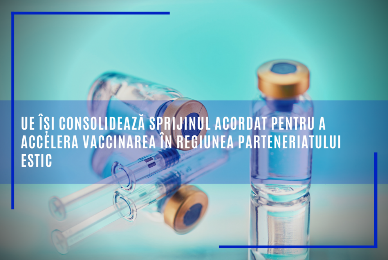 UE ÎȘI CONSOLIDEAZĂ SPRIJINUL ACORDAT PENTRU A
ACCELERA VACCINAREA ÎN REGIUNEA PARTENERIATULUI
ESTIC